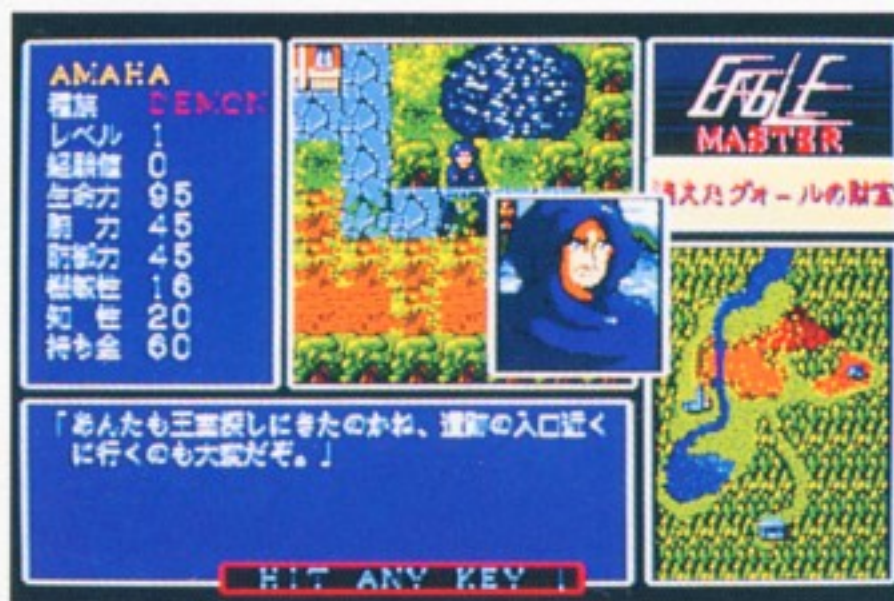 AMAHA
種族 DEMON
レベル 1
経験値 0
生命力 95
腕 力 45
防御力 45
機敏性 16
知 性 20
持ち金 60
EAGLE
MASTER
消えたヴォールの財宝
「あんたも王室探しにきたのかね、遺跡の入口近く
に行くのも大変だぞ。」
HIT ANY KEY !